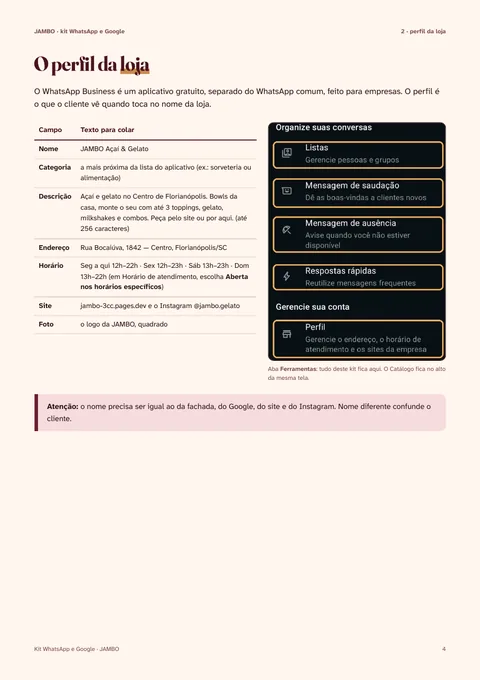 JAMBO · kit WhatsApp e Google
2 · perfil da loja
O perfil da loja
O WhatsApp Business é um aplicativo gratuito, separado do WhatsApp comum, feito para empresas. O perfil é
o que o cliente vê quando toca no nome da loja.
Campo Texto para colar
Nome JAMBO Açaí & Gelato
Categoria a mais próxima da lista do aplicativo (ex.: sorveteria ou
alimentação)
Descrição Açaí e gelato no Centro de Florianópolis. Bowls da
casa, monte o seu com até 3 toppings, gelato,
milkshakes e combos. Peça pelo site ou por aqui. (até
256 caracteres)
Endereço Rua Bocaiúva, 1842 — Centro, Florianópolis/SC
Horário Seg a qui 12h–22h · Sex 12h–23h · Sáb 13h–23h · Dom
13h–22h (em Horário de atendimento, escolha Aberta
nos horários específicos)
Site jambo-3cc.pages.dev e o Instagram @jambo.gelato
Foto o logo da JAMBO, quadrado
Organize suas conversas
Listas
Gerencie pessoas e grupos
Mensagem de saudação
Dê as boas-vindas a clientes novos
Mensagem de ausência
Avise quando você não estiver
disponível
Respostas rápidas
Reutilize mensagens frequentes
Gerencie sua conta
Perfil
Gerencie o endereço, o horário de
atendimento e os sites da empresa
Aba Ferramentas: tudo deste kit fica aqui. O Catálogo fica no alto
da mesma tela.
Atenção: o nome precisa ser igual ao da fachada, do Google, do site e do Instagram. Nome diferente confunde o
cliente.
Kit WhatsApp e Google · JAMBO
4